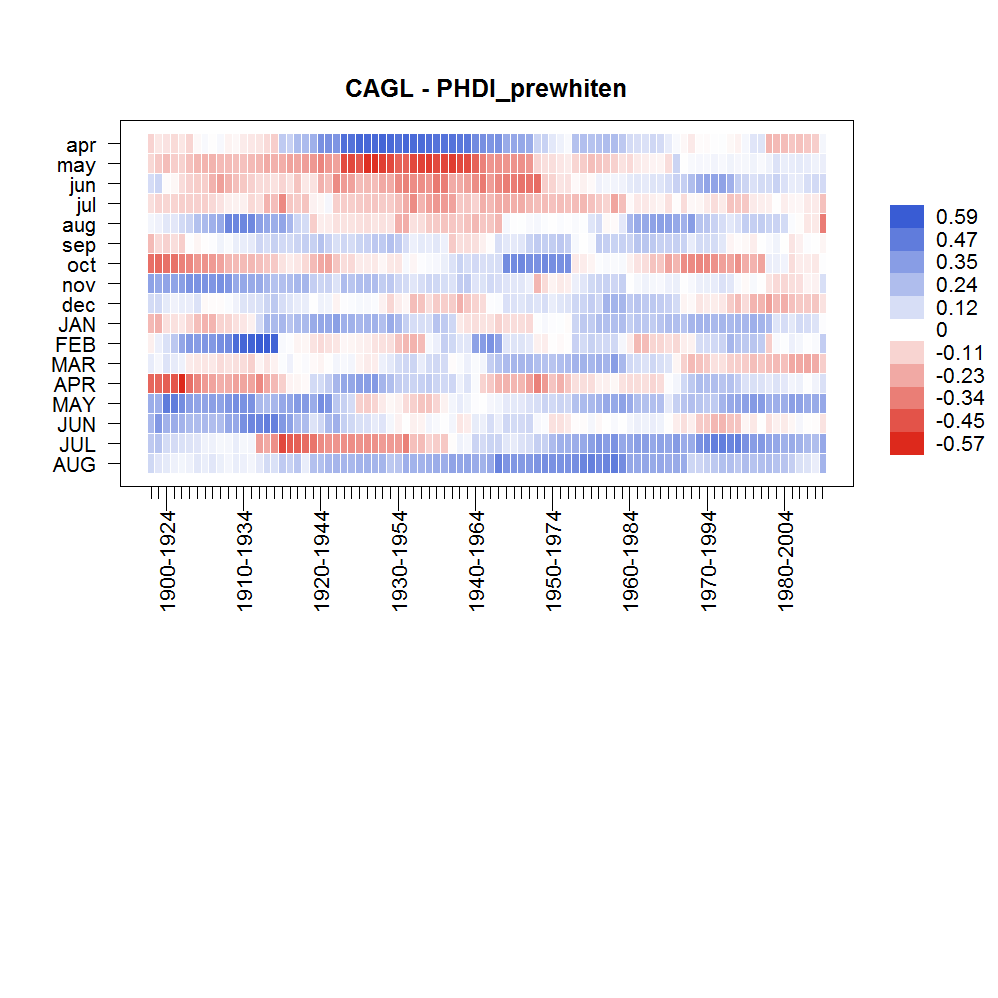 CAGL - PHDI_prewhiten
apr
may
jun
jul
aug
sep
oct
nov
dec
JAN
FEB
MAR
APR
MAY
JUN
JUL
AUG
0.59
0.47
0.35
0.24
0.12
0
-0.11
-0.23
-0.34
-0.45
-0.57
1900-1924
1910-1934
1920-1944
1930-1954
1940-1964
1950-1974
1960-1984
1970-1994
1980-2004